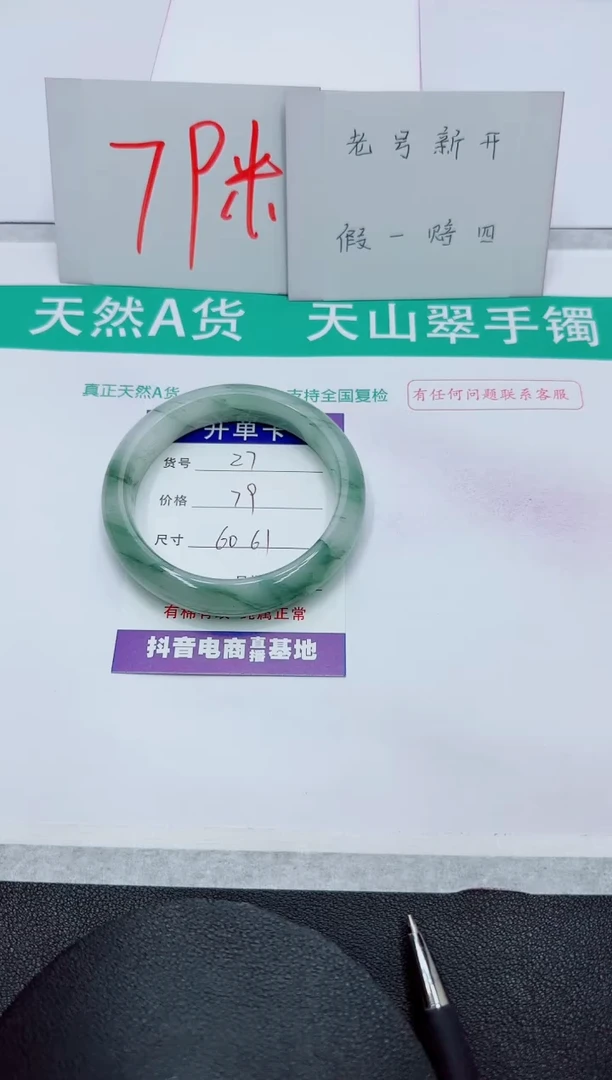 79米
老号新开
假一赔四
天然A货 天山翠手镯
真正天然A货
支持全国复检
有任何问题联系客服
开单卡
货号 27
价格 79
尺寸 60 61
抖音电商直播基地